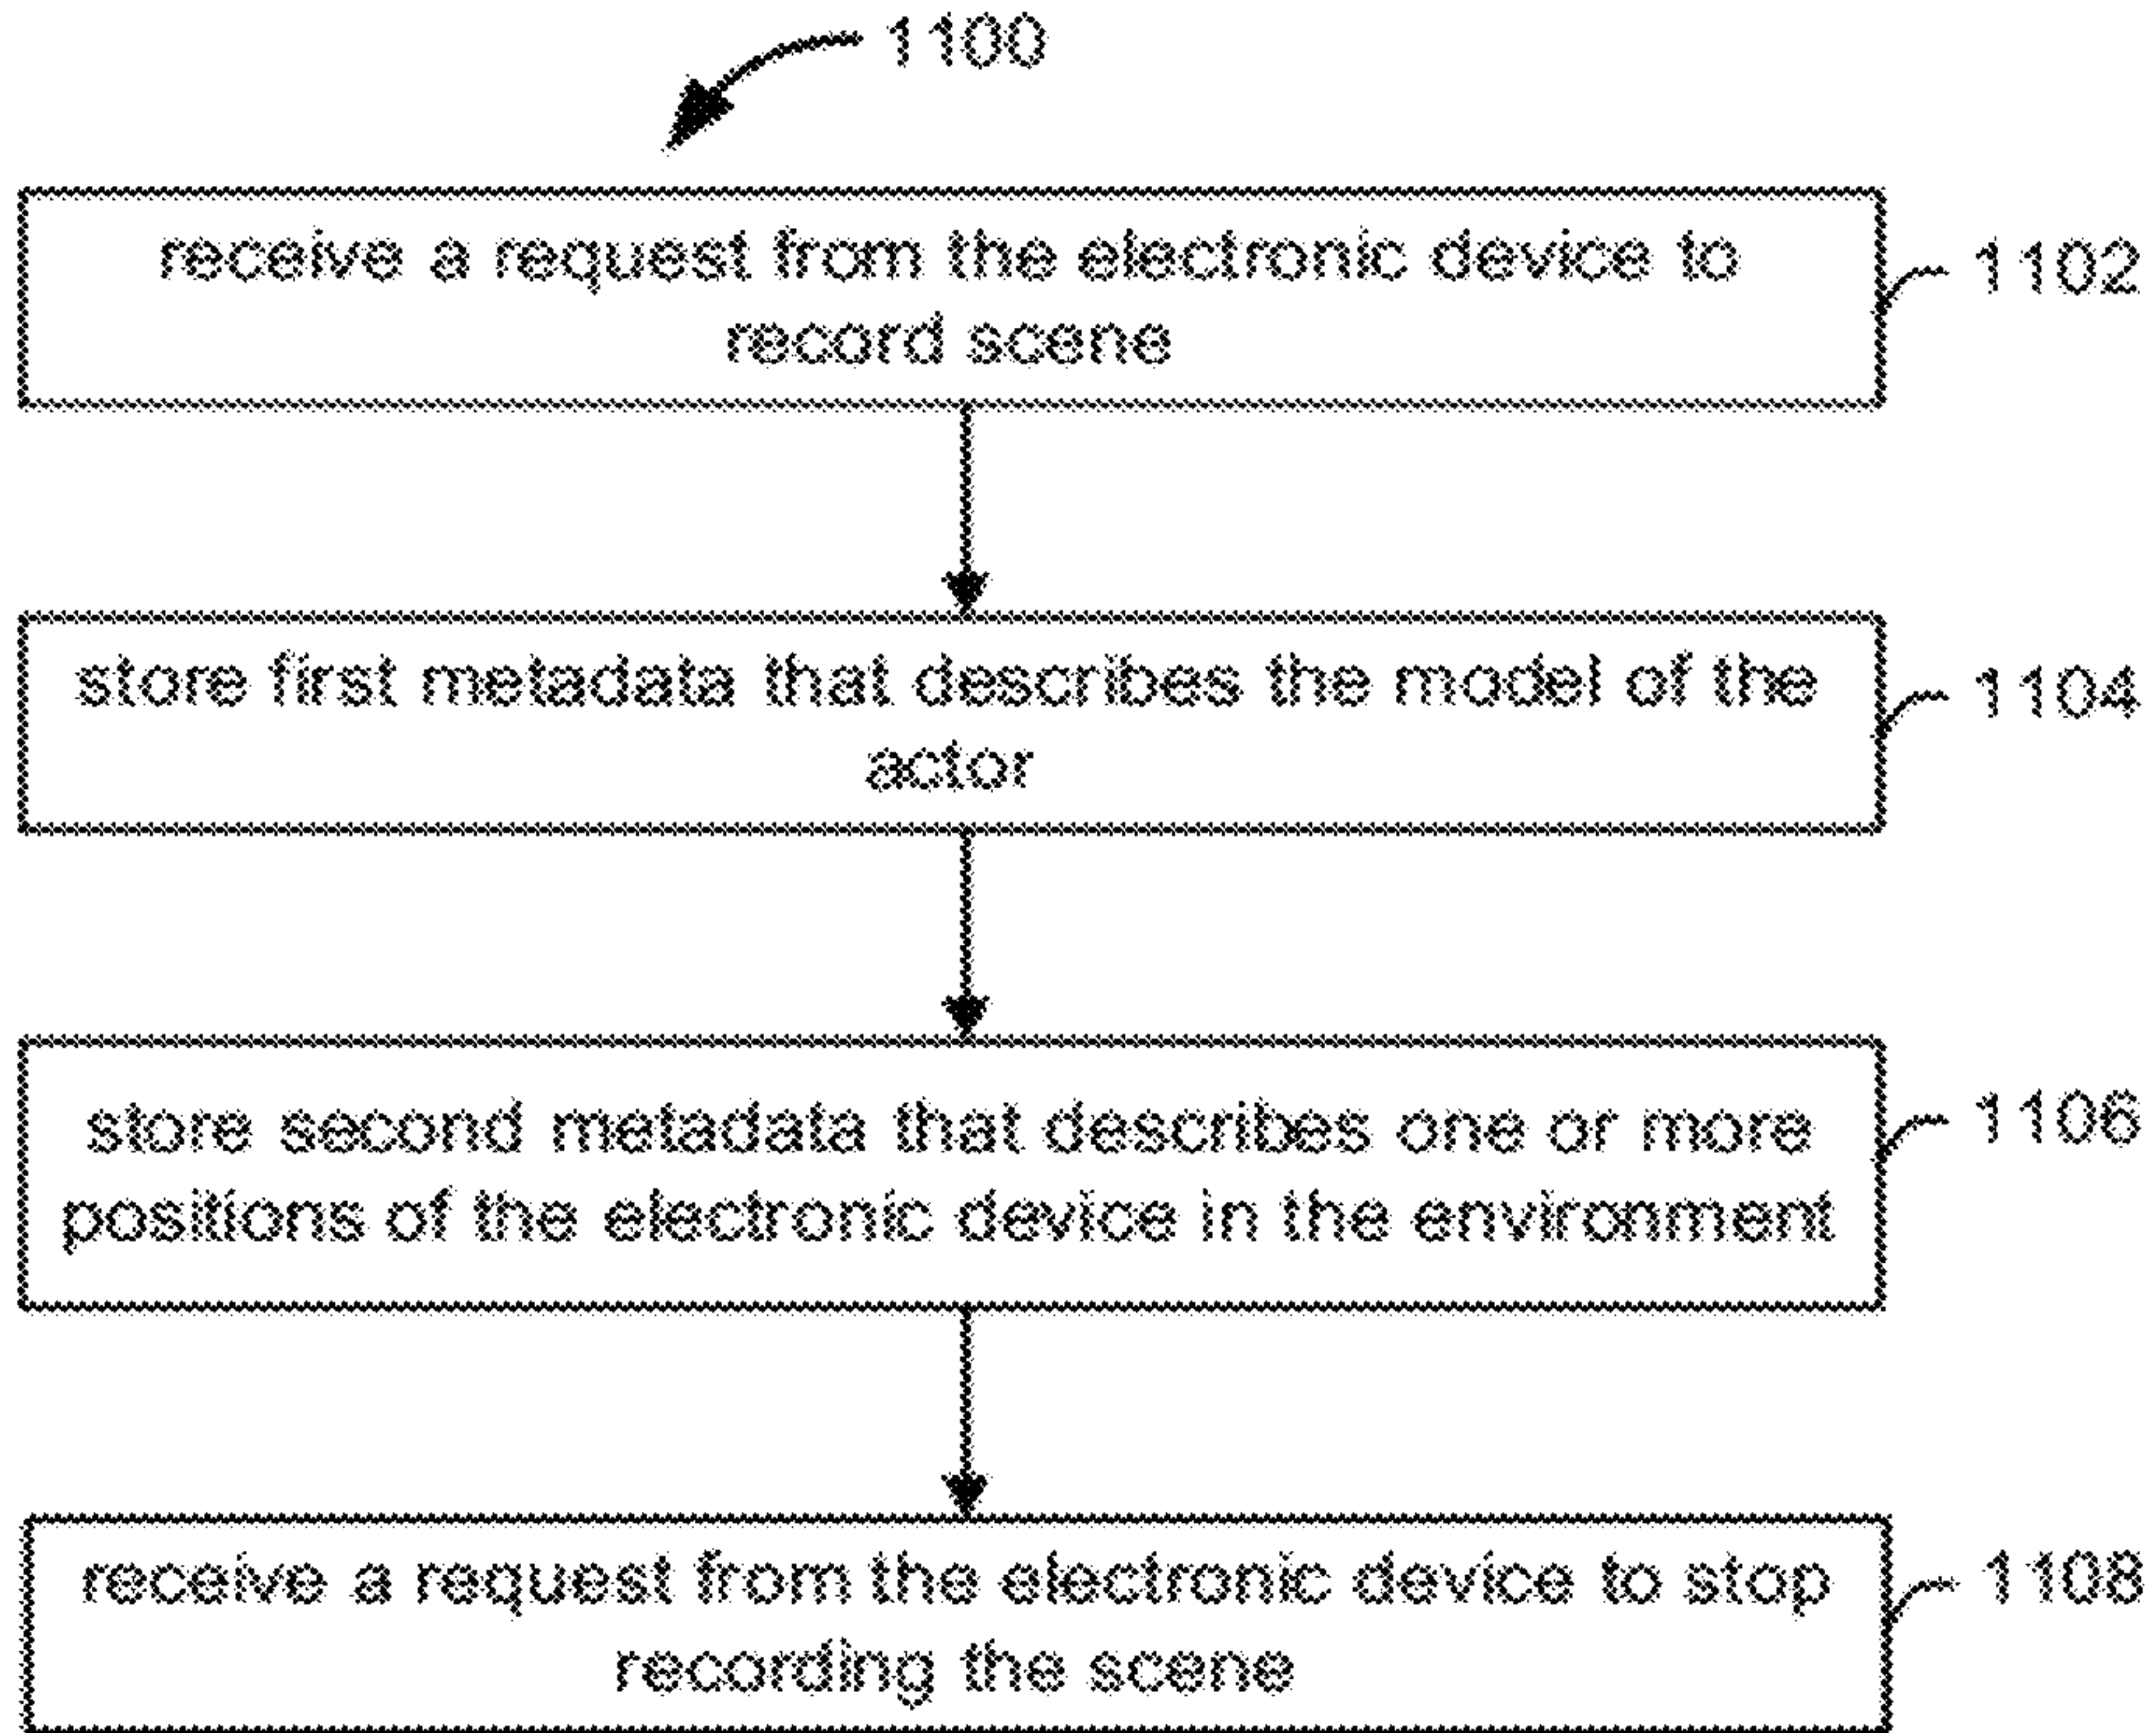 1100
receive a request from the electronic device to
record scene
1102
store first metadata that describes the model of the
actor
1104
store second metadata that describes one or more
positions of the electronic device in the environment
1106
receive a request from the electronic device to stop
recording the scene
1108